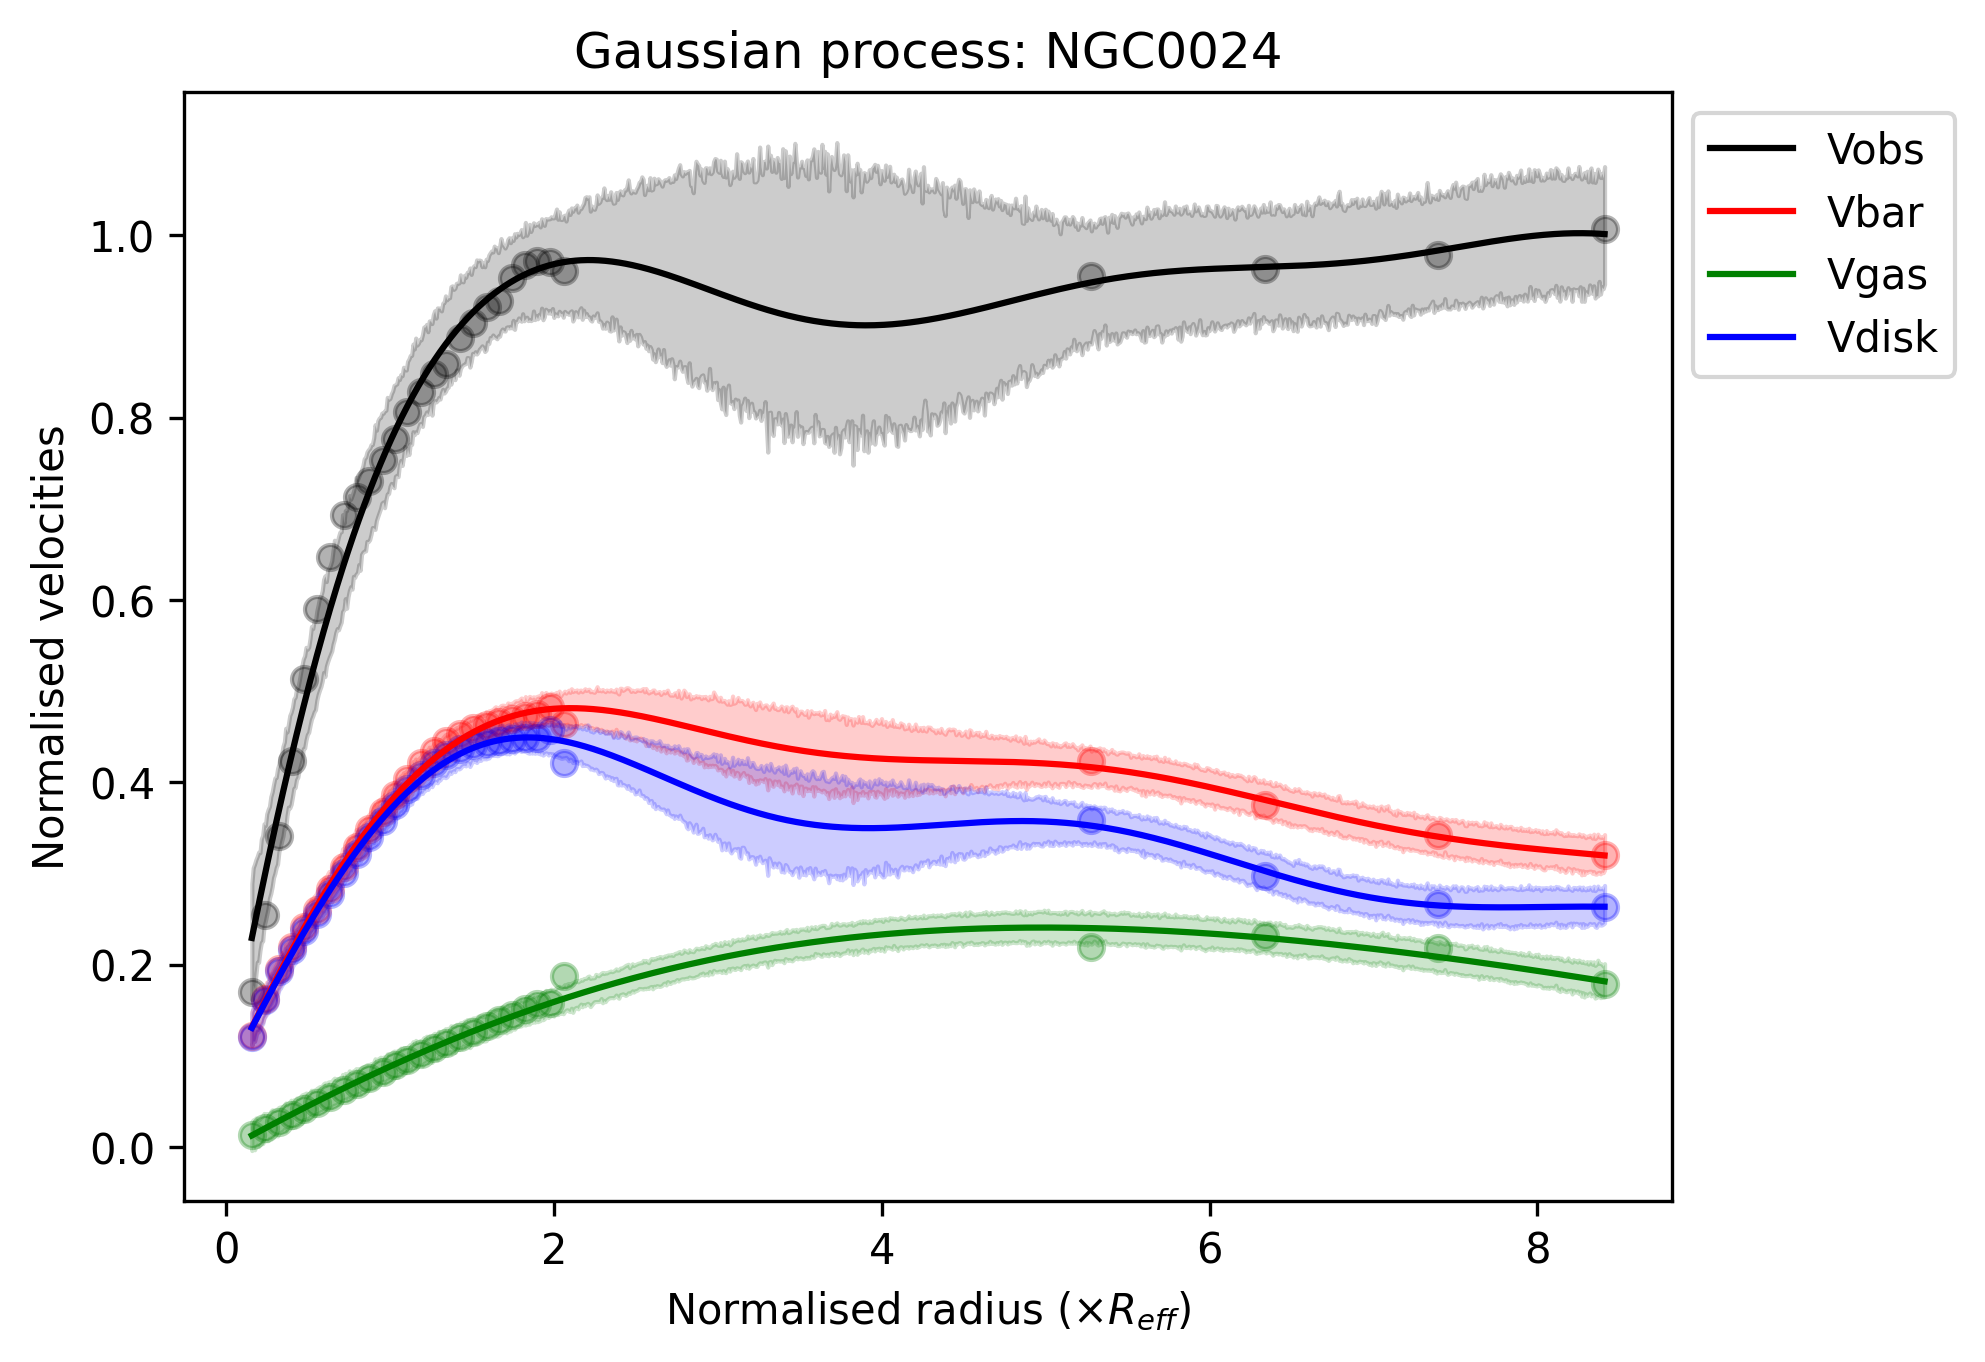 Gaussian process: NGC0024
Vobs
Vbar
Vgas
Vdisk
Normalised velocities
1.0
0.8
0.6
0.4
0.2
0.0
0 2 4 6 8
Normalised radius (×R_eff)